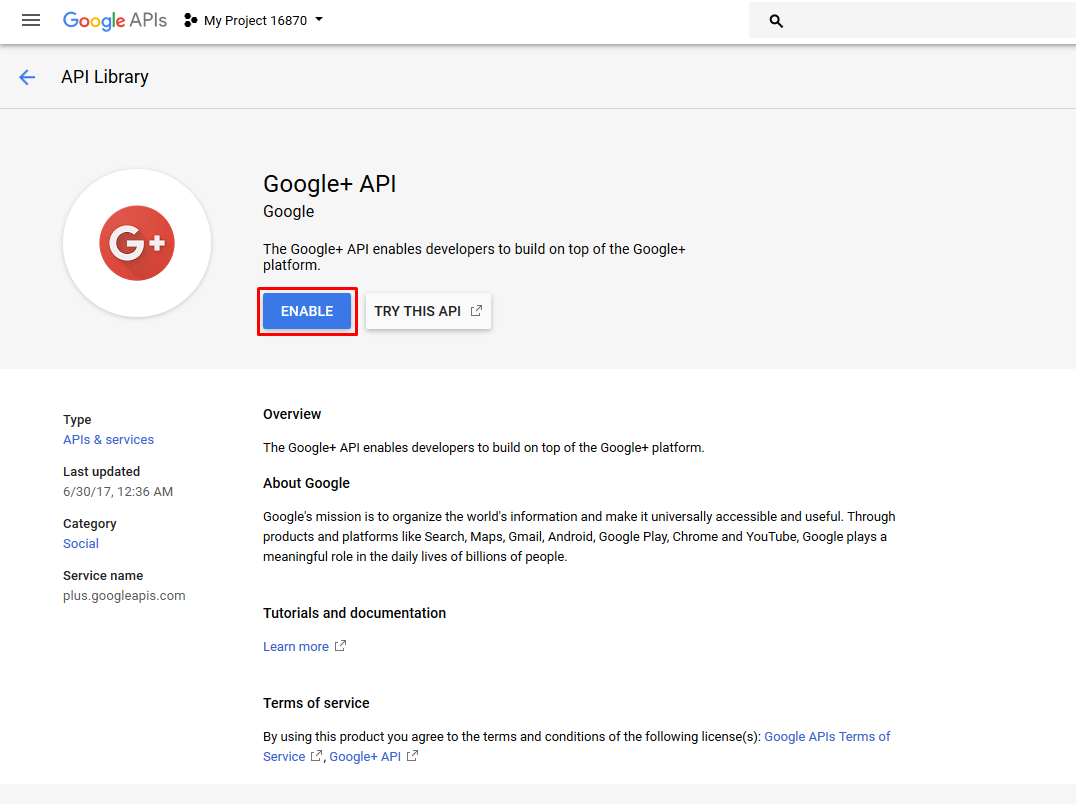 Google APIs My Project 16870
API Library
G+
Google+ API
Google
The Google+ API enables developers to build on top of the Google+
platform.
ENABLE TRY THIS API
Type
APIs & services
Last updated
6/30/17, 12:36 AM
Category
Social
Service name
plus.googleapis.com
Overview
The Google+ API enables developers to build on top of the Google+ platform.
About Google
Google's mission is to organize the world's information and make it universally accessible and useful. Through
products and platforms like Search, Maps, Gmail, Android, Google Play, Chrome and YouTube, Google plays a
meaningful role in the daily lives of billions of people.
Tutorials and documentation
Learn more
Terms of service
By using this product you agree to the terms and conditions of the following license(s): Google APIs Terms of
Service , Google+ API